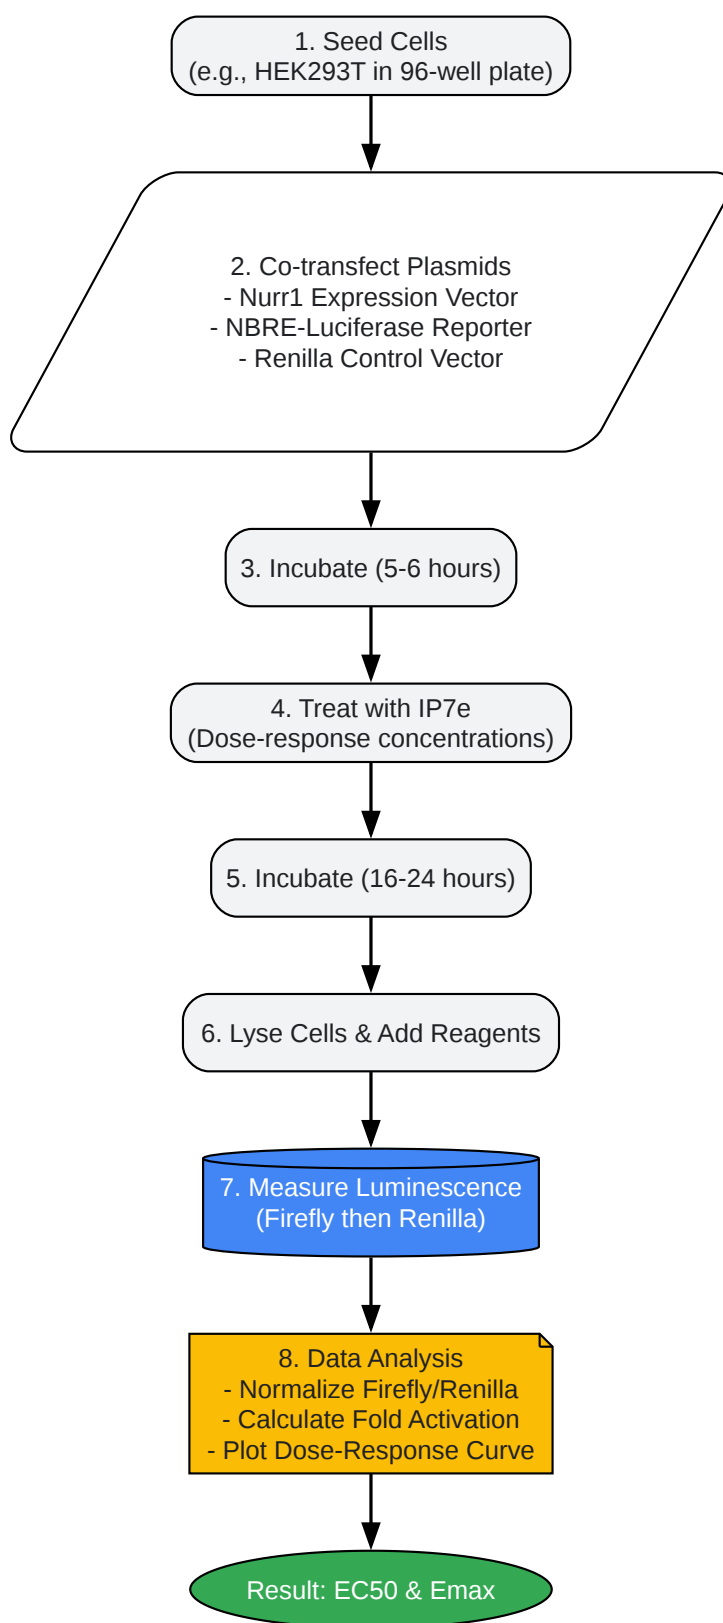 1. Seed Cells
(e.g., HEK293T in 96-well plate)
2. Co-transfect Plasmids
- Nurr1 Expression Vector
- NBRE-Luciferase Reporter
- Renilla Control Vector
3. Incubate (5-6 hours)
4. Treat with IP7e
(Dose-response concentrations)
5. Incubate (16-24 hours)
6. Lyse Cells & Add Reagents
7. Measure Luminescence
(Firefly then Renilla)
8. Data Analysis
- Normalize Firefly/Renilla
- Calculate Fold Activation
- Plot Dose-Response Curve
Result: EC50 & Emax